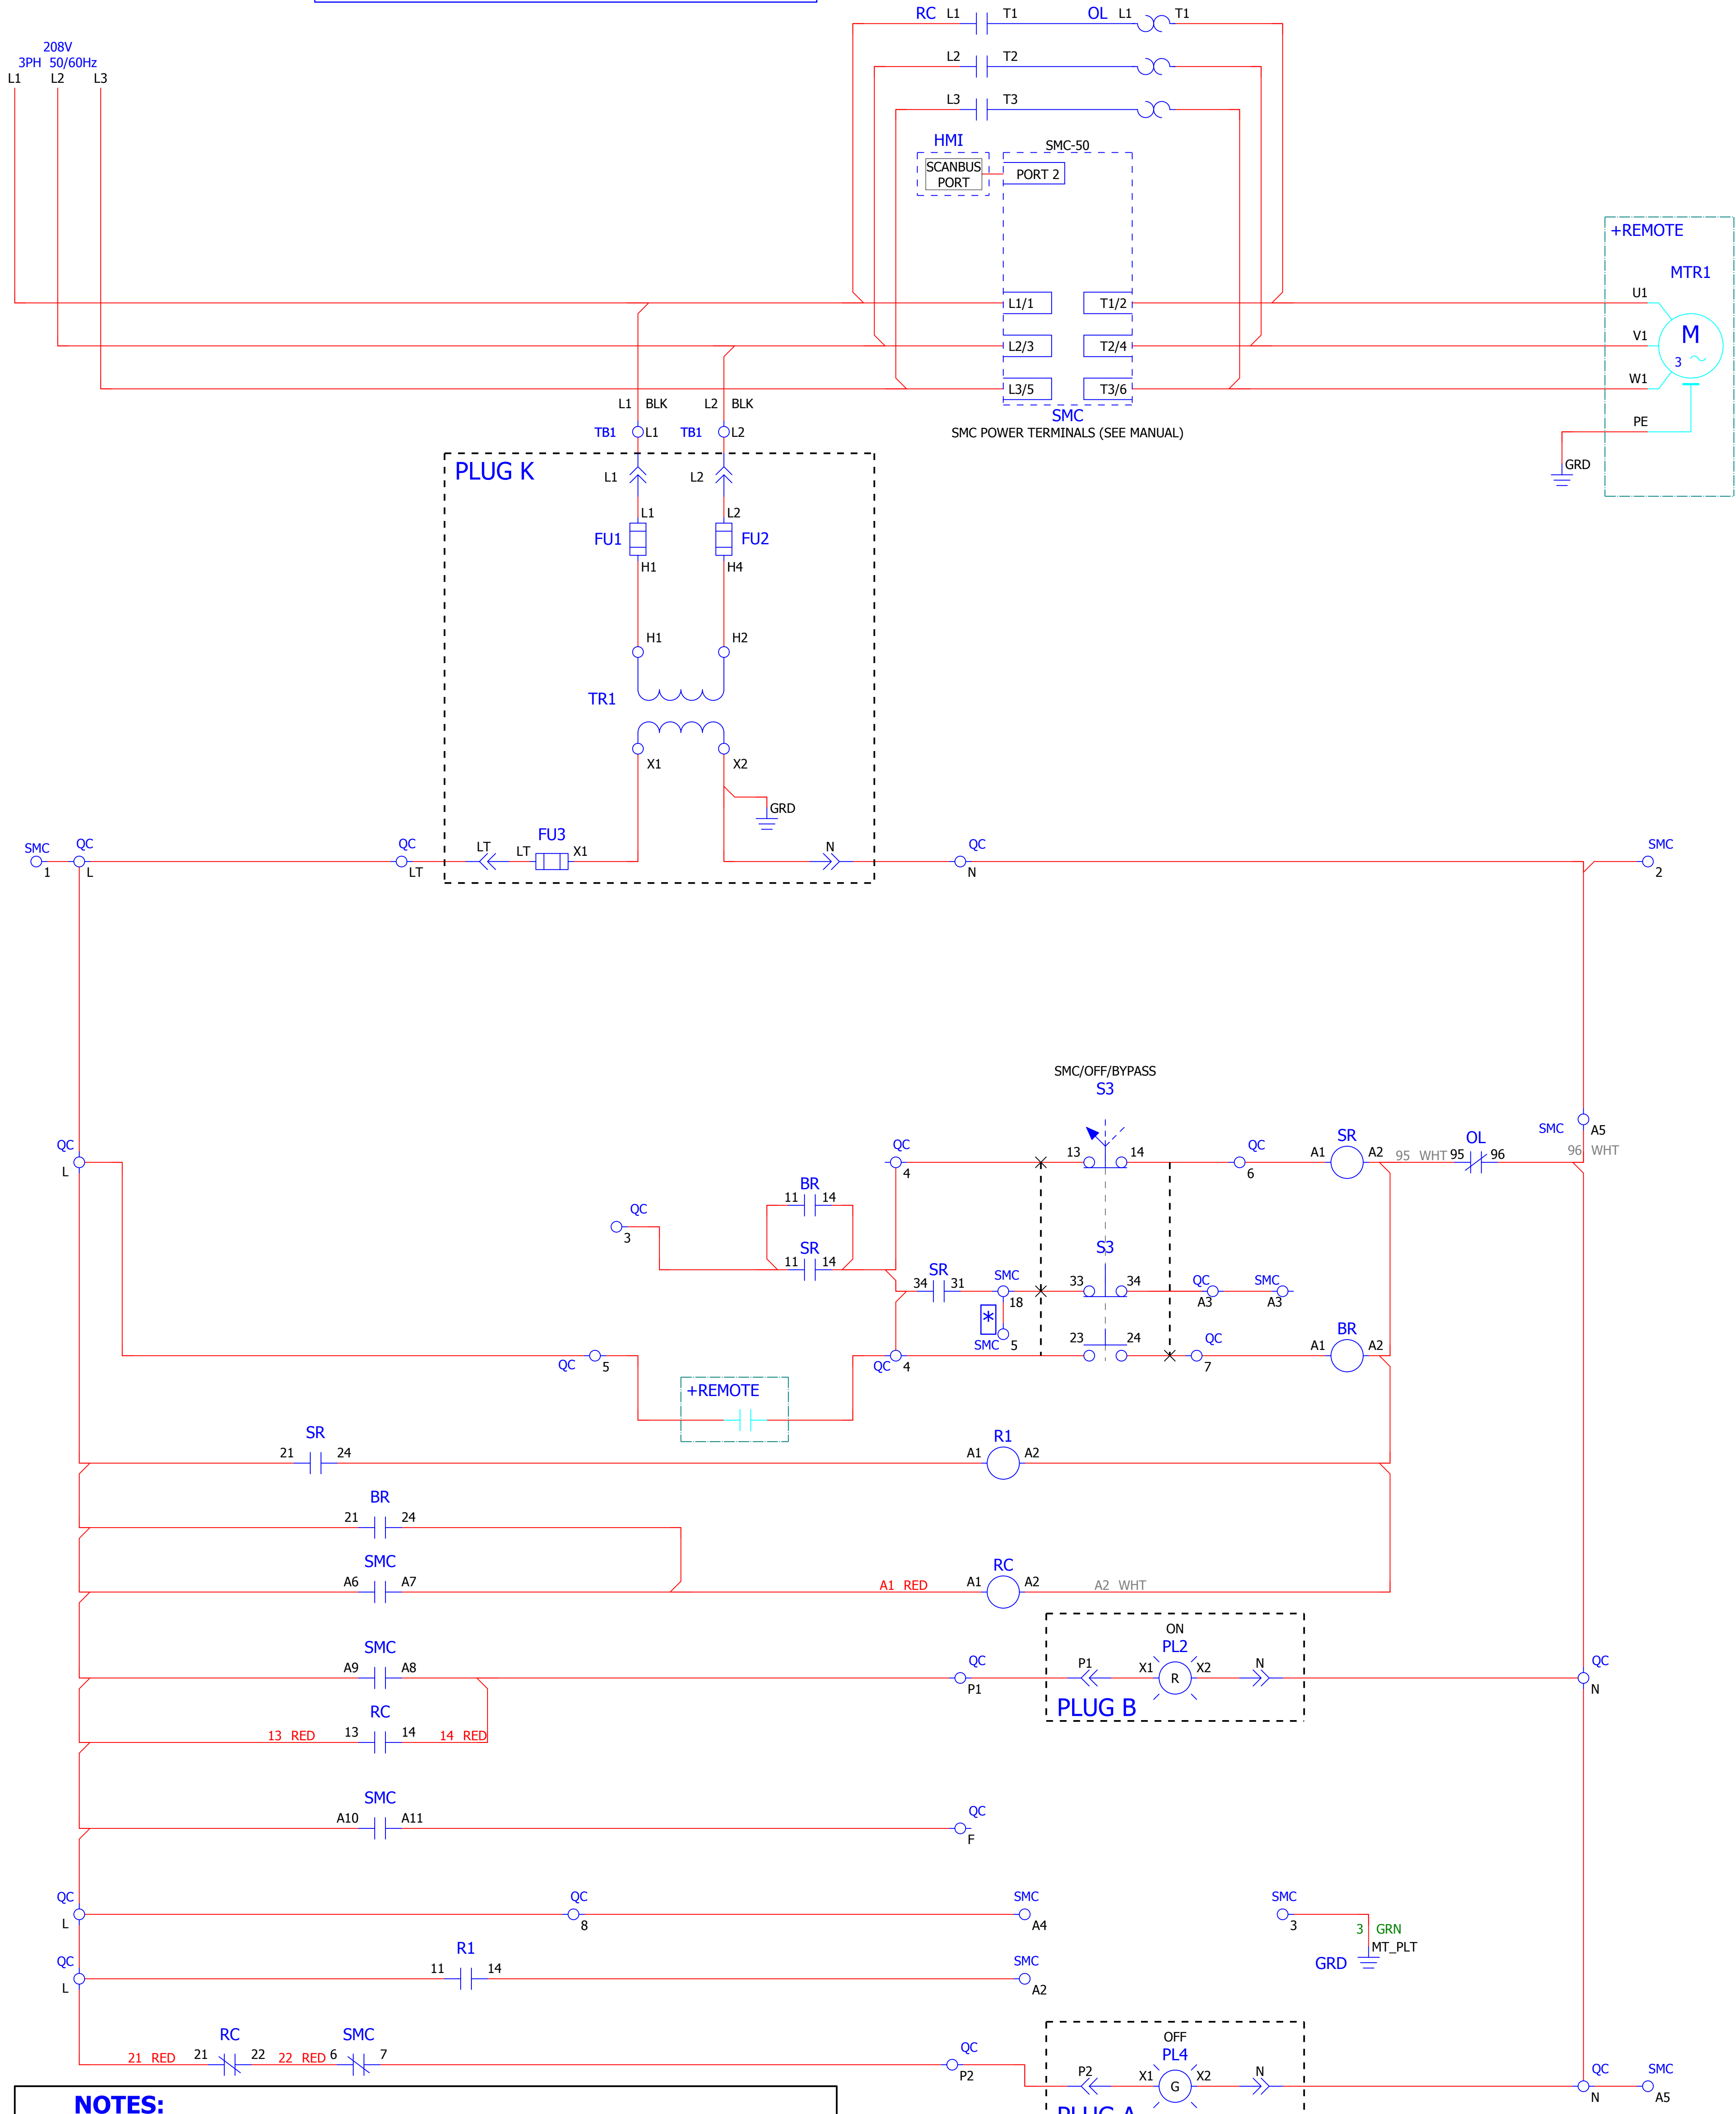 RC L1 T1 OL L1 T1
208V
3PH 50/60Hz
L1 L2 L3
L2 T2
L3 T3
HMI
SMC-50
SCANBUS
PORT
PORT 2
+REMOTE
MTR1
L1/1 T1/2 U1
L2/3 T2/4 V1
M
3
L3/5 T3/6 W1
SMC
SMC POWER TERMINALS (SEE MANUAL)
PE
GRD
L1 BLK L2 BLK
TB1 L1 TB1 L2
PLUG K
L1 L2
L1 L2
FU1 FU2
H1 H4
H1 H2
TR1
X1 X2
GRD
SMC QC QC FU3 QC SMC
LT LT X1 N
1 L LT N 2
SMC/OFF/BYPASS
S3
SMC A5
QC QC 13 14 QC SR OL
L 4 6 A1 A2 95 WHT 95 96 96 WHT
BR
11 14
QC
3
SR
11 14
S3
SR SMC QC SMC
34 31 18 33 34 A3 A3
*
SMC 5
23 24 QC BR
QC 5 QC 4 7 A1 A2
+REMOTE
SR R1
21 24 A1 A2
BR
21 24
SMC RC
A6 A7 A1 RED A1 A2 A2 WHT
ON
SMC PL2
A9 A8 QC P1 X1 R X2 N QC
P1 N
PLUG B
RC
13 RED 13 14 14 RED
SMC
A10 A11 QC
F
QC QC SMC SMC
L 8 A4 3
3 GRN
MT_PLT
GRD
QC R1 SMC
L 11 14 A2
OFF
RC SMC QC PL4
21 RED 21 22 22 RED 6 7 P2 P2 X1 G X2 N QC SMC
N A5
PLUG A
NOTES: